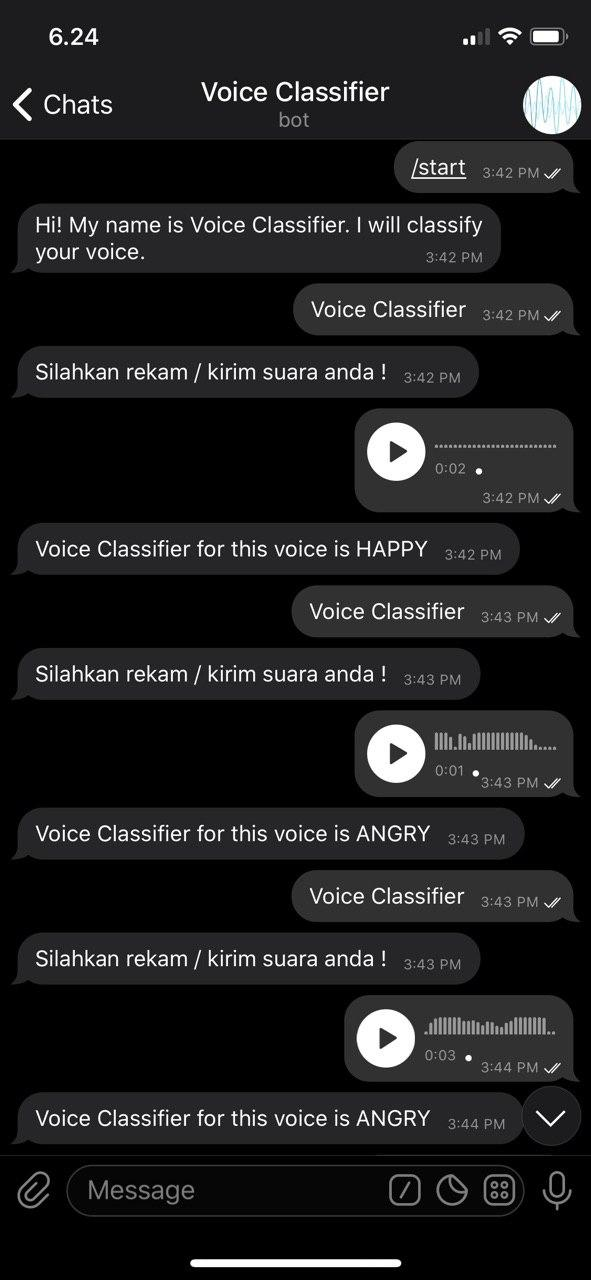 6.24
Chats
Voice Classifier
bot
/start 3:42 PM
Hi! My name is Voice Classifier. I will classify
your voice. 3:42 PM
Voice Classifier 3:42 PM
Silahkan rekam / kirim suara anda ! 3:42 PM
0:02
3:42 PM
Voice Classifier for this voice is HAPPY 3:42 PM
Voice Classifier 3:43 PM
Silahkan rekam / kirim suara anda ! 3:43 PM
0:01 3:43 PM
Voice Classifier for this voice is ANGRY 3:43 PM
Voice Classifier 3:43 PM
Silahkan rekam / kirim suara anda ! 3:43 PM
0:03 3:44 PM
Voice Classifier for this voice is ANGRY 3:44 PM
Message